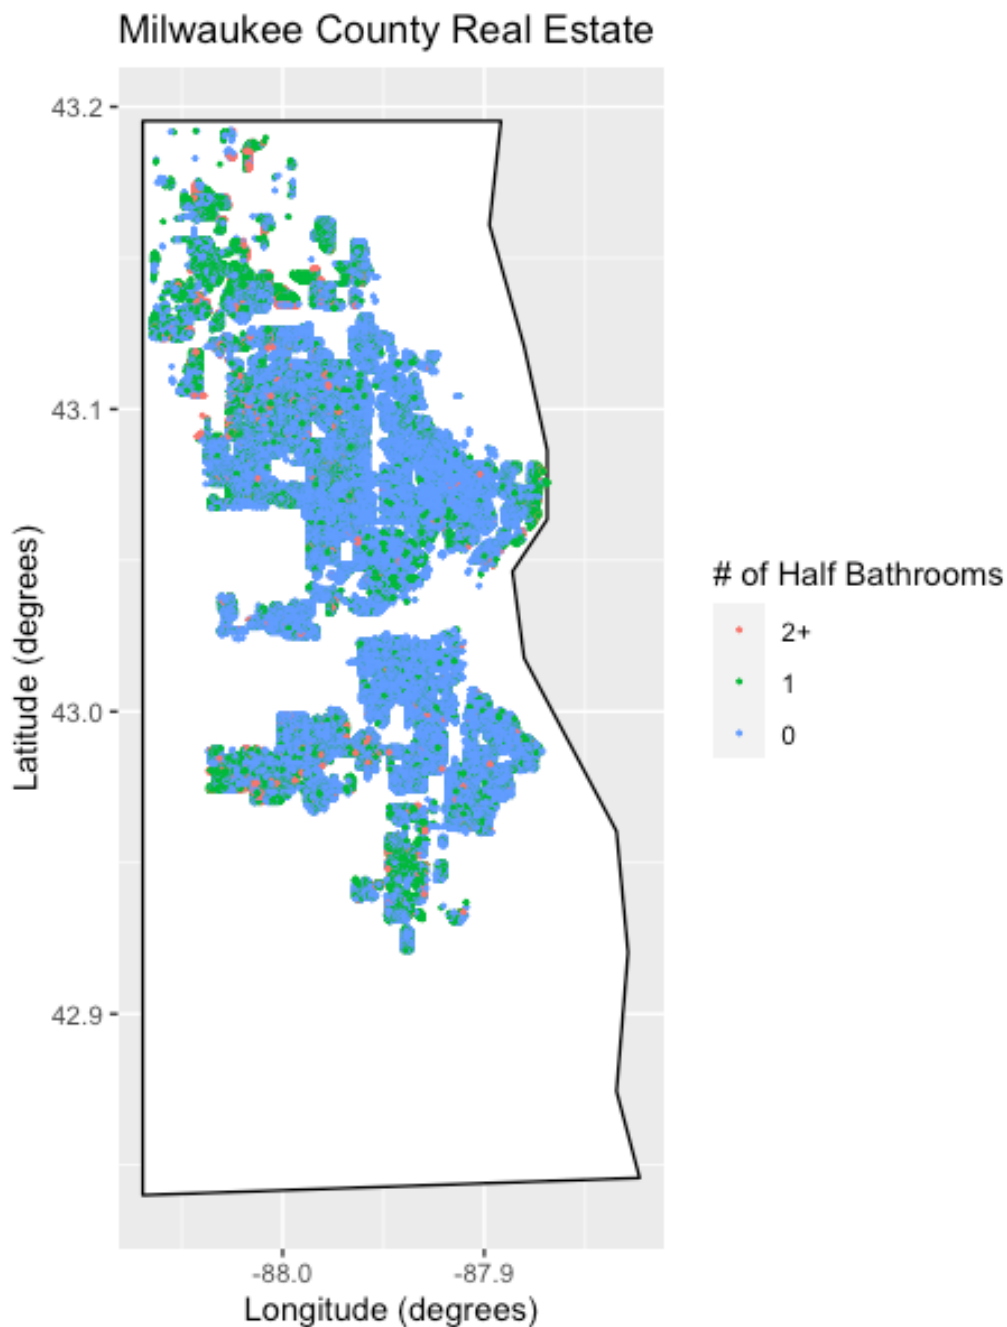 Milwaukee County Real Estate
43.2
43.1
43.0
42.9
Latitude (degrees)
-88.0 -87.9
Longitude (degrees)
# of Half Bathrooms
2+
1
0